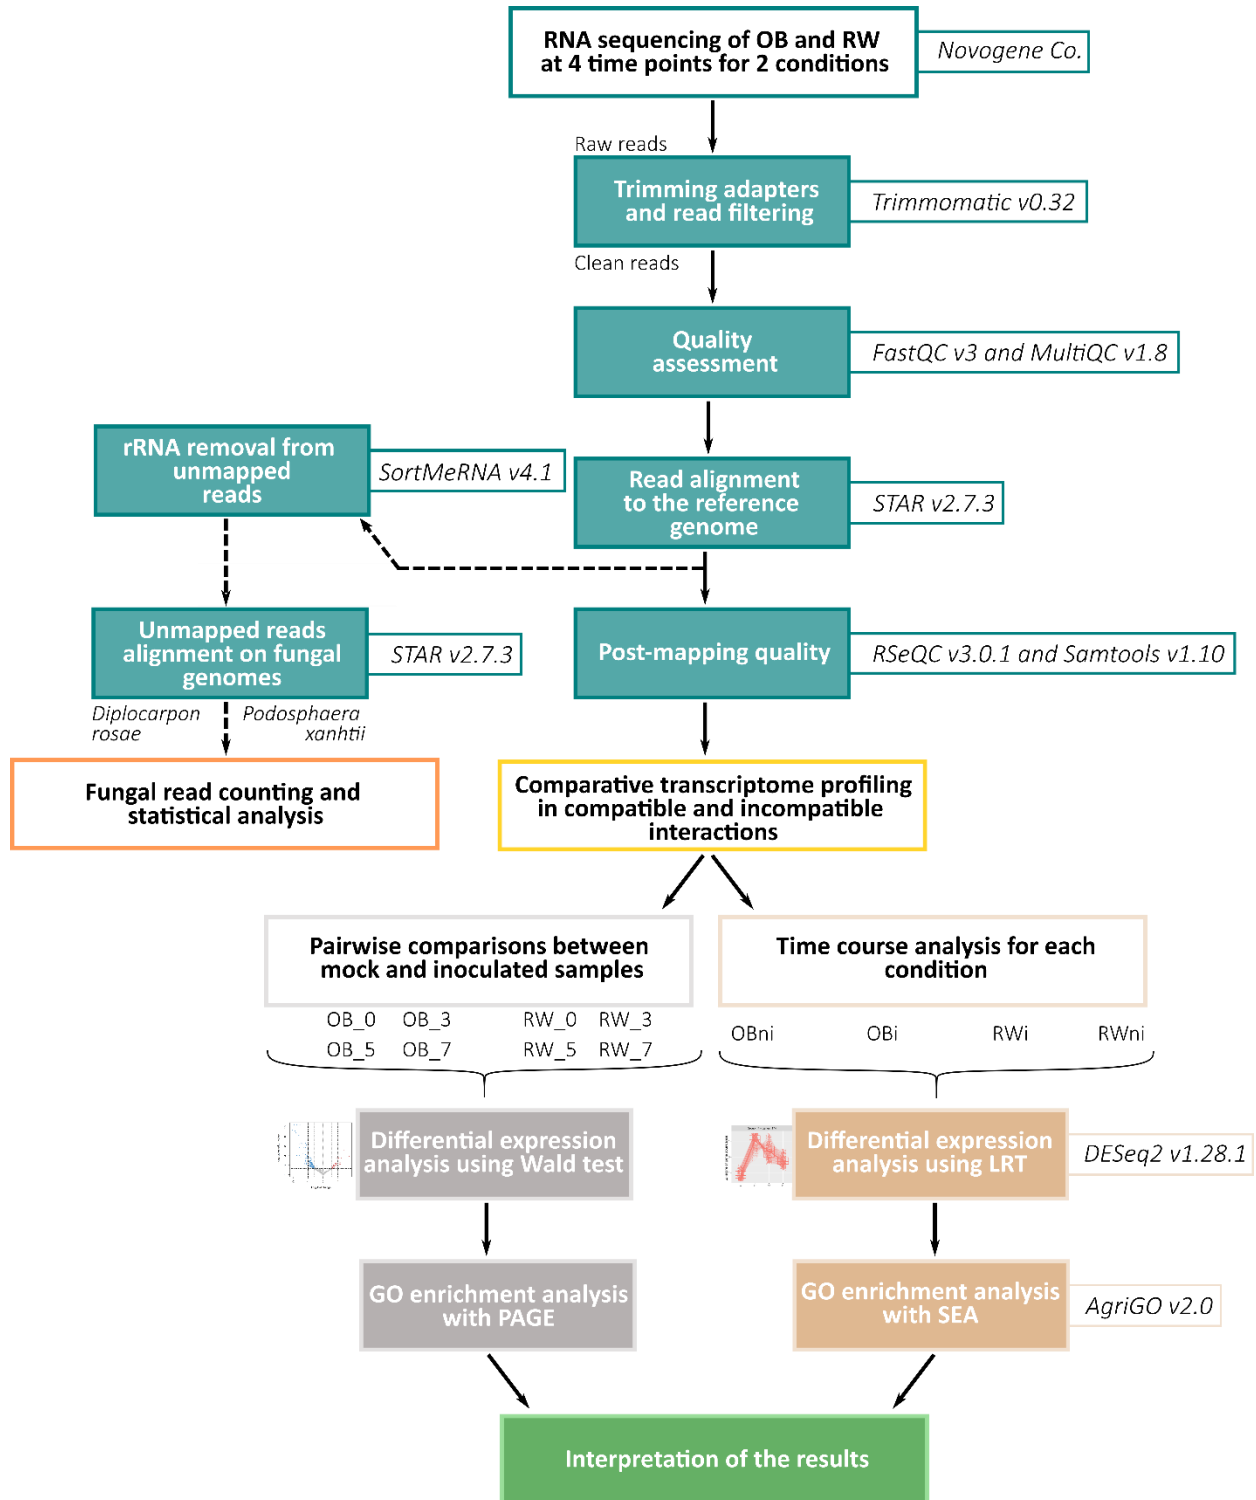 RNA sequencing of OB and RW
at 4 time points for 2 conditions
Novogene Co.
Raw reads
Trimming adapters
and read filtering
Trimmomatic v0.32
Clean reads
Quality
assessment
FastQC v3 and MultiQC v1.8
rRNA removal from
unmapped
reads
SortMeRNA v4.1
Read alignment
to the reference
genome
STAR v2.7.3
Unmapped reads
alignment on fungal
genomes
STAR v2.7.3
Post-mapping quality
RSeQC v3.0.1 and Samtools v1.10
Diplocarpon
rosae
Podosphaera
xanhtii
Fungal read counting and
statistical analysis
Comparative transcriptome profiling
in compatible and incompatible
interactions
Pairwise comparisons between
mock and inoculated samples
Time course analysis for each
condition
OB_0 OB_3 RW_0 RW_3
OB_5 OB_7 RW_5 RW_7
OBni OBi RWi RWni
Differential expression
analysis using Wald test
Differential expression
analysis using LRT
DESeq2 v1.28.1
GO enrichment analysis
with PAGE
GO enrichment analysis
with SEA
AgriGO v2.0
Interpretation of the results